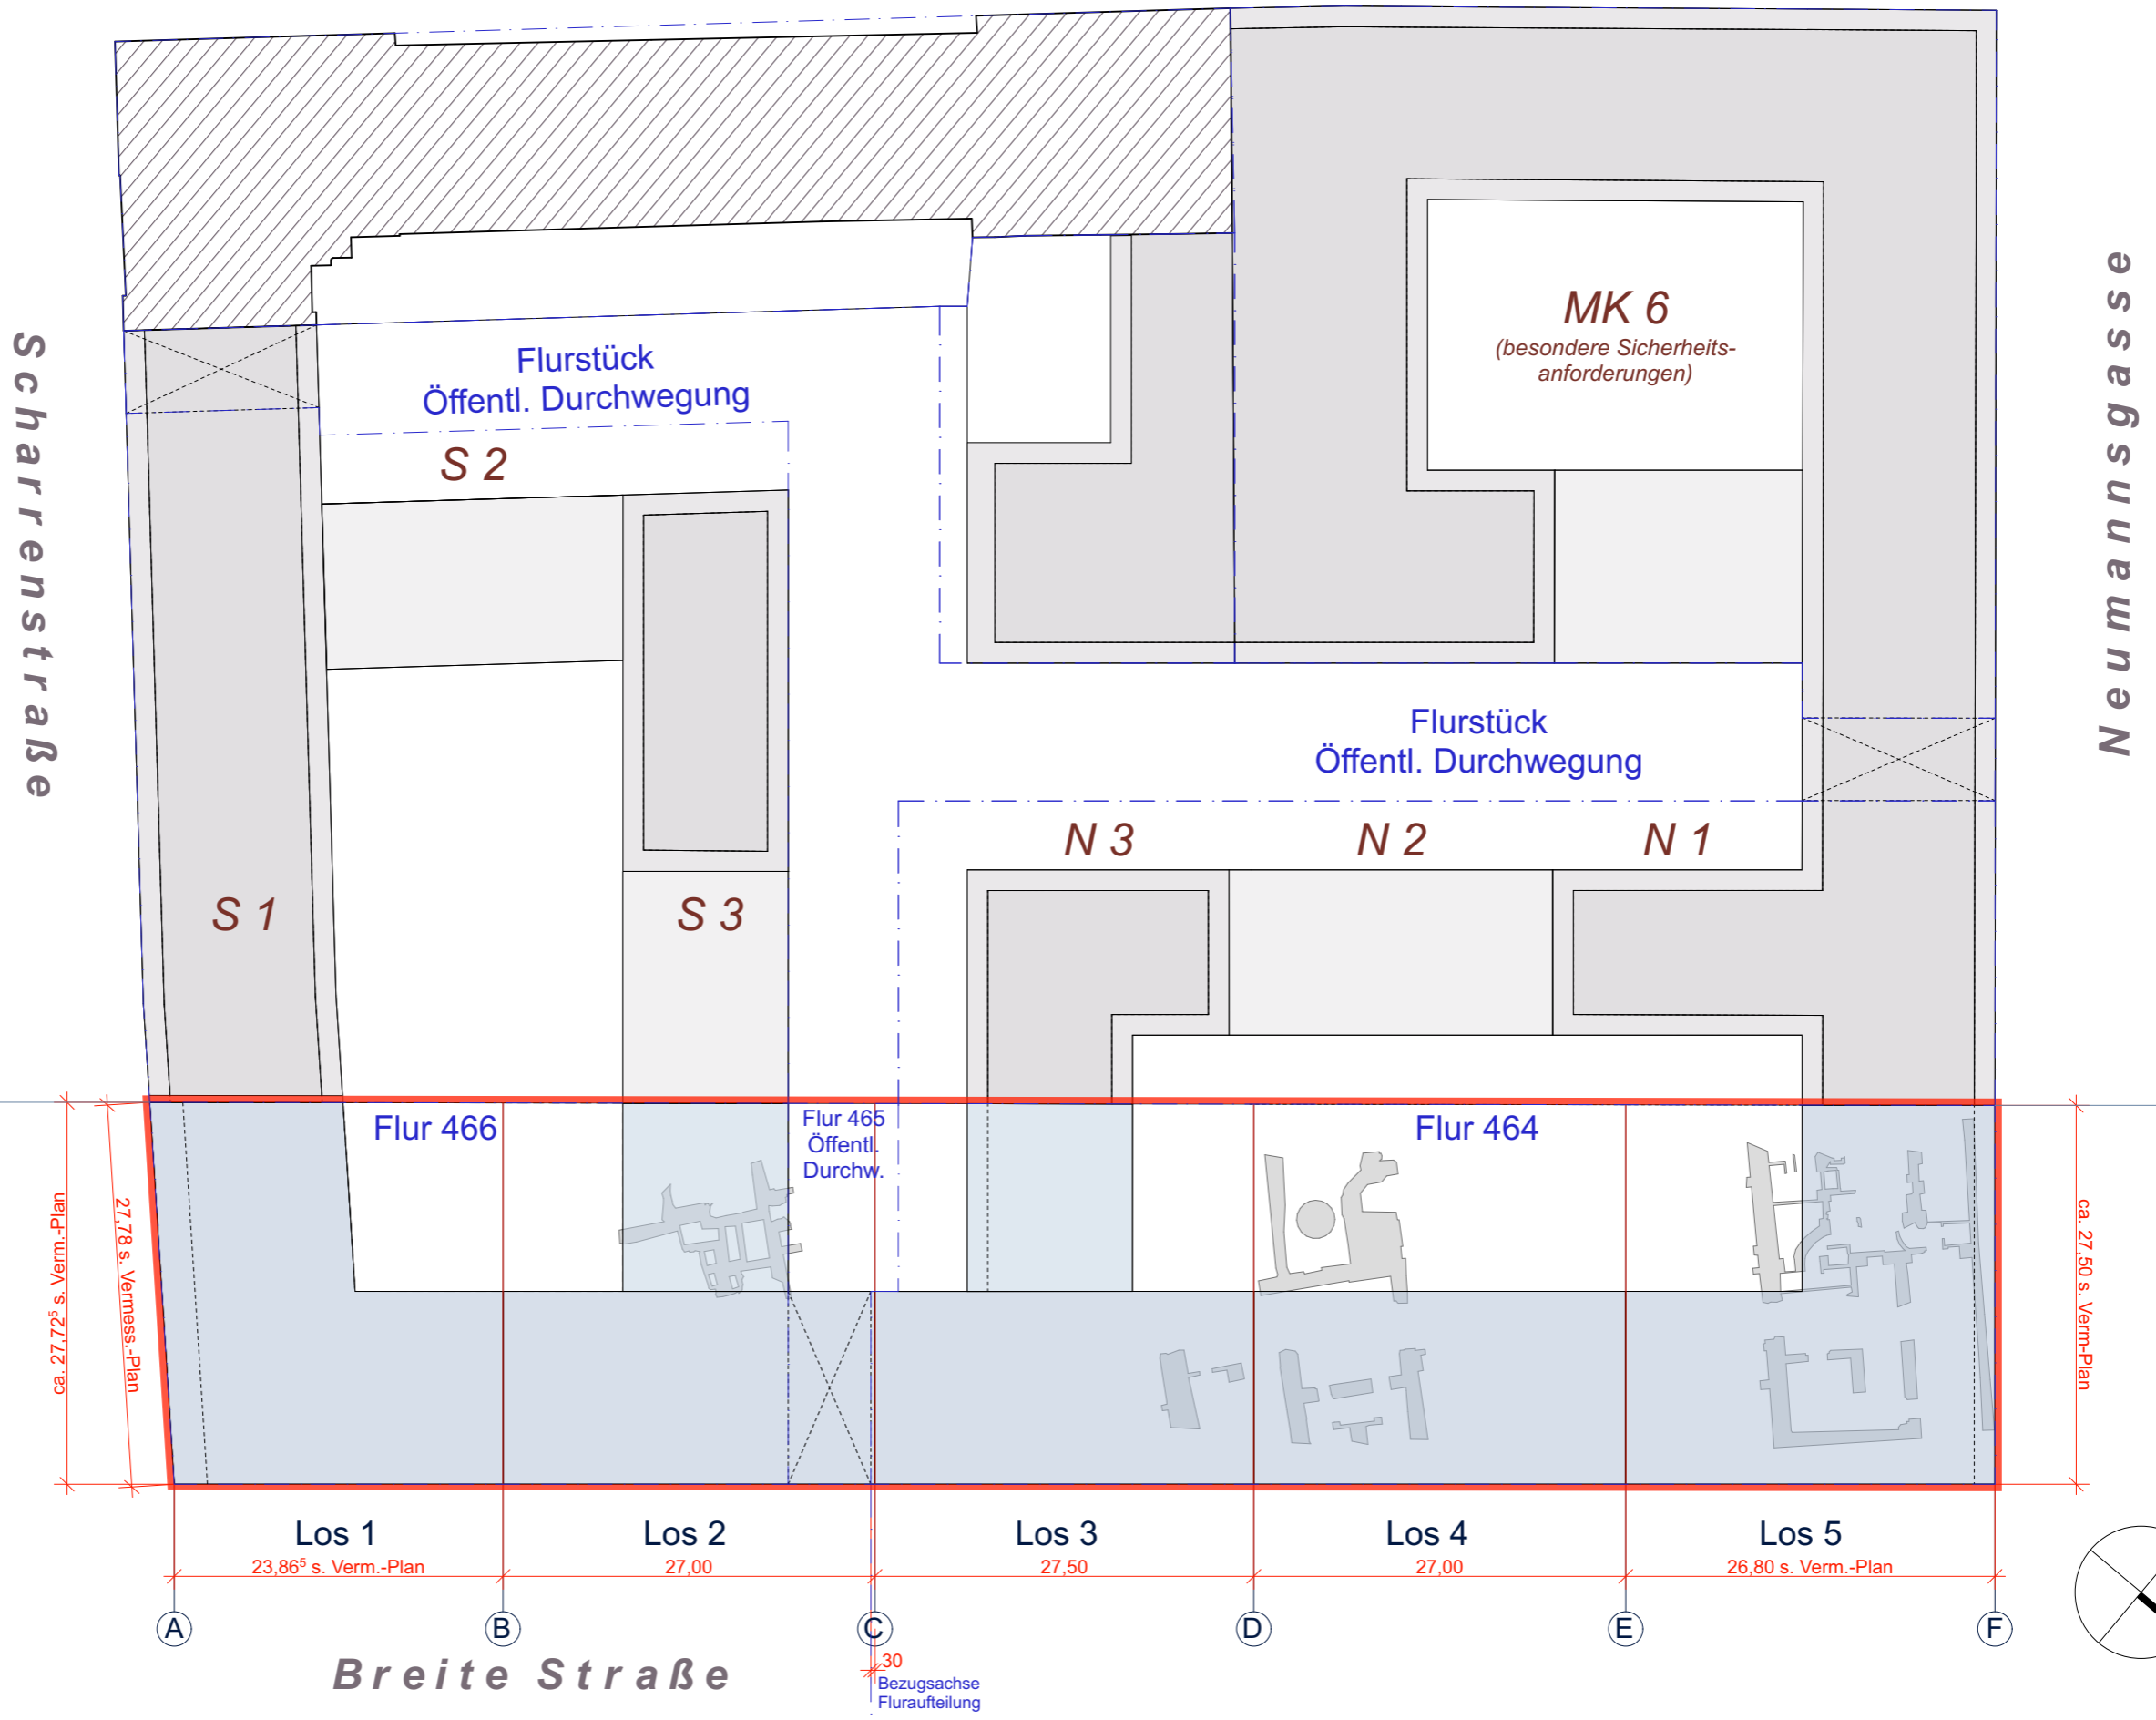 MK 6
(besondere Sicherheits-
anforderungen)
Flurstück
Öffentl. Durchwegung
S 2
Scharrenstraße
Neumannsgasse
Flurstück
Öffentl. Durchwegung
N 3
N 2
N 1
S 1
S 3
Flur 466
Flur 465
Öffentl.
Durchw.
Flur 464
ca. 27,72⁵ s. Verm.-Plan
27,78 s. Vermess.-Plan
ca. 27,50 s. Verm-Plan
Los 1
Los 2
Los 3
Los 4
Los 5
23,86⁵ s. Verm.-Plan
27,00
27,50
27,00
26,80 s. Verm.-Plan
A
B
C
D
E
F
Breite Straße
30
Bezugsachse
Fluraufteilung